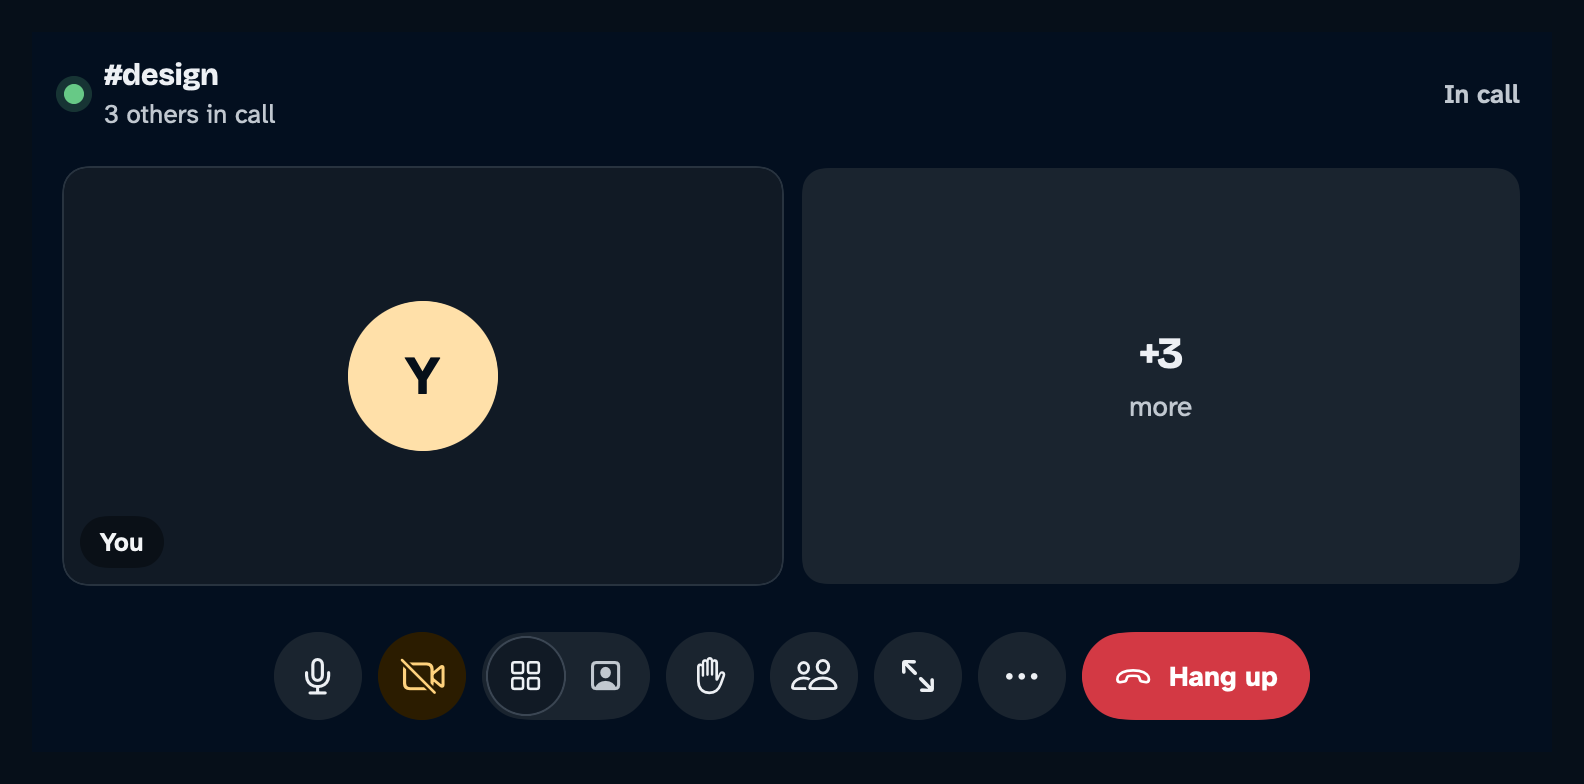 #design
3 others in call
In call
Y
You
+3
more
Hang up